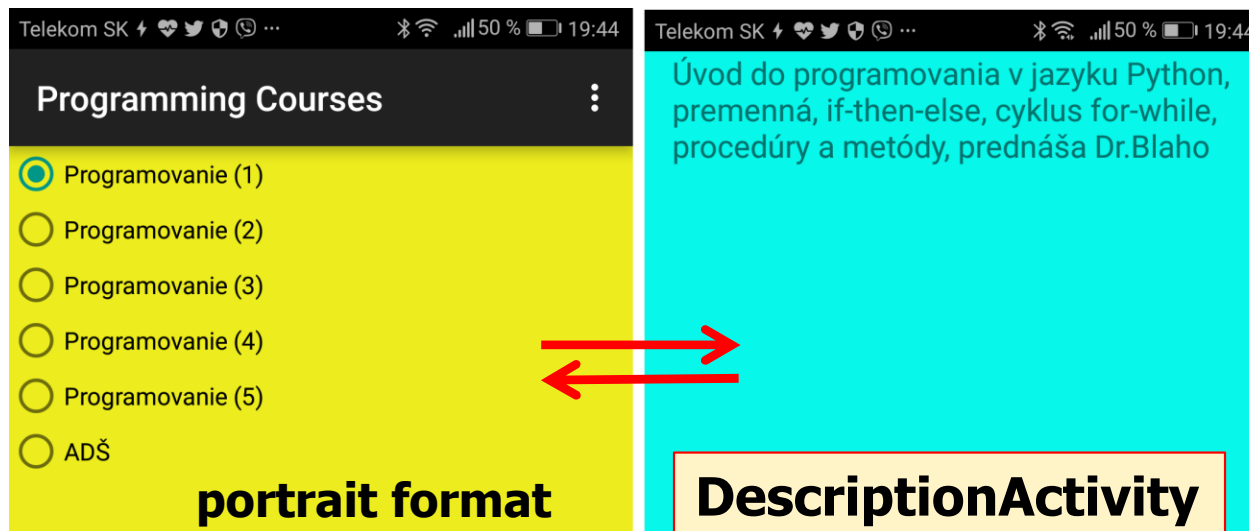 Telekom SK ... 50 % 19:44
Programming Courses
Programovanie (1)
Programovanie (2)
Programovanie (3)
Programovanie (4)
Programovanie (5)
ADŠ
portrait format
Telekom SK ... 50 % 19:44
Úvod do programovania v jazyku Python,
premenná, if-then-else, cyklus for-while,
procedúry a metódy, prednáša Dr.Blaho
DescriptionActivity